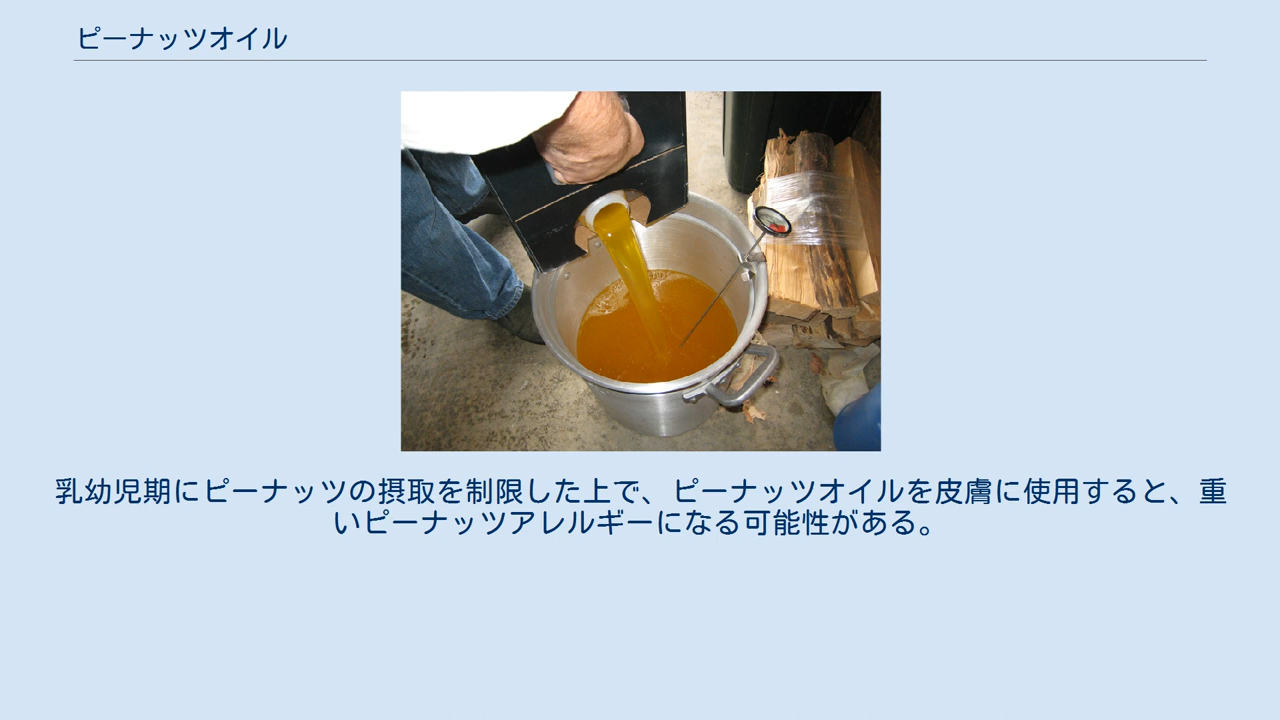 ピーナッツオイル
乳幼児期にピーナッツの摂取を制限した上で、ピーナッツオイルを皮膚に使用すると、重
いピーナッツアレルギーになる可能性がある。